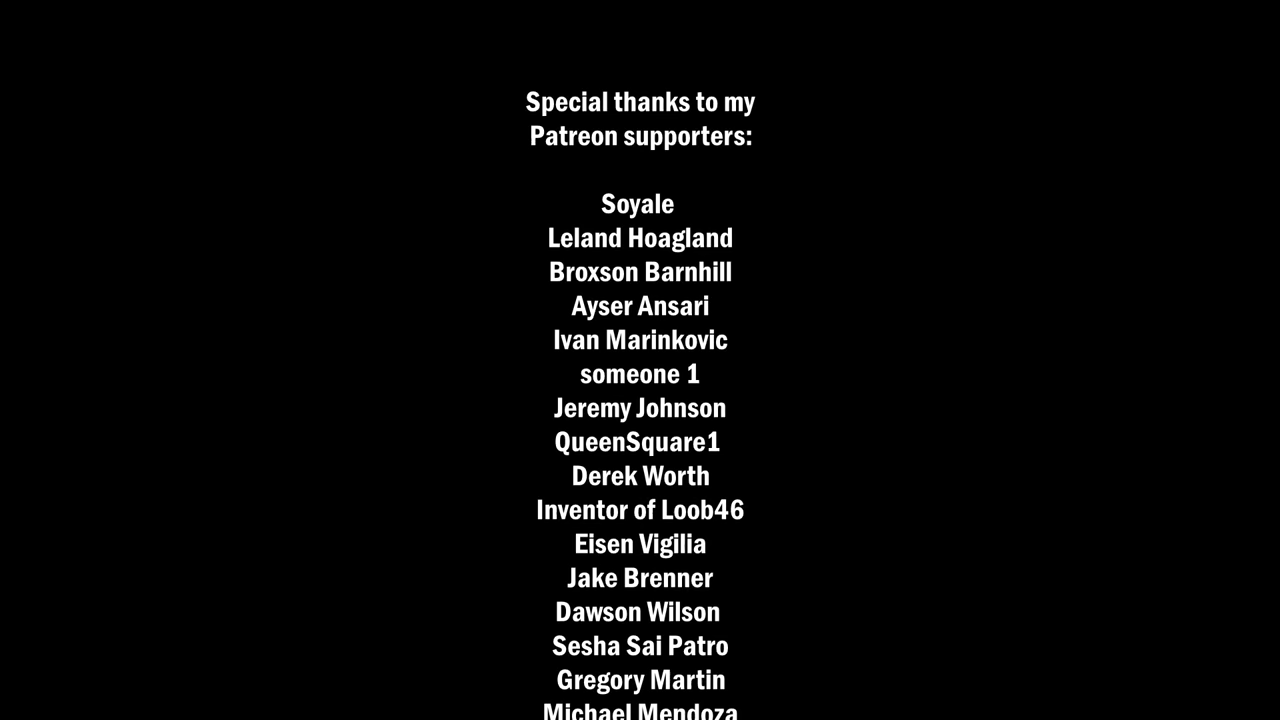 Special thanks to my
Patreon supporters:
Soyale
Leland Hoagland
Broxson Barnhill
Ayser Ansari
Ivan Marinkovic
someone 1
Jeremy Johnson
QueenSquare1
Derek Worth
Inventor of Loob46
Eisen Vigilia
Jake Brenner
Dawson Wilson
Sesha Sai Patro
Gregory Martin
Michael Mendoza